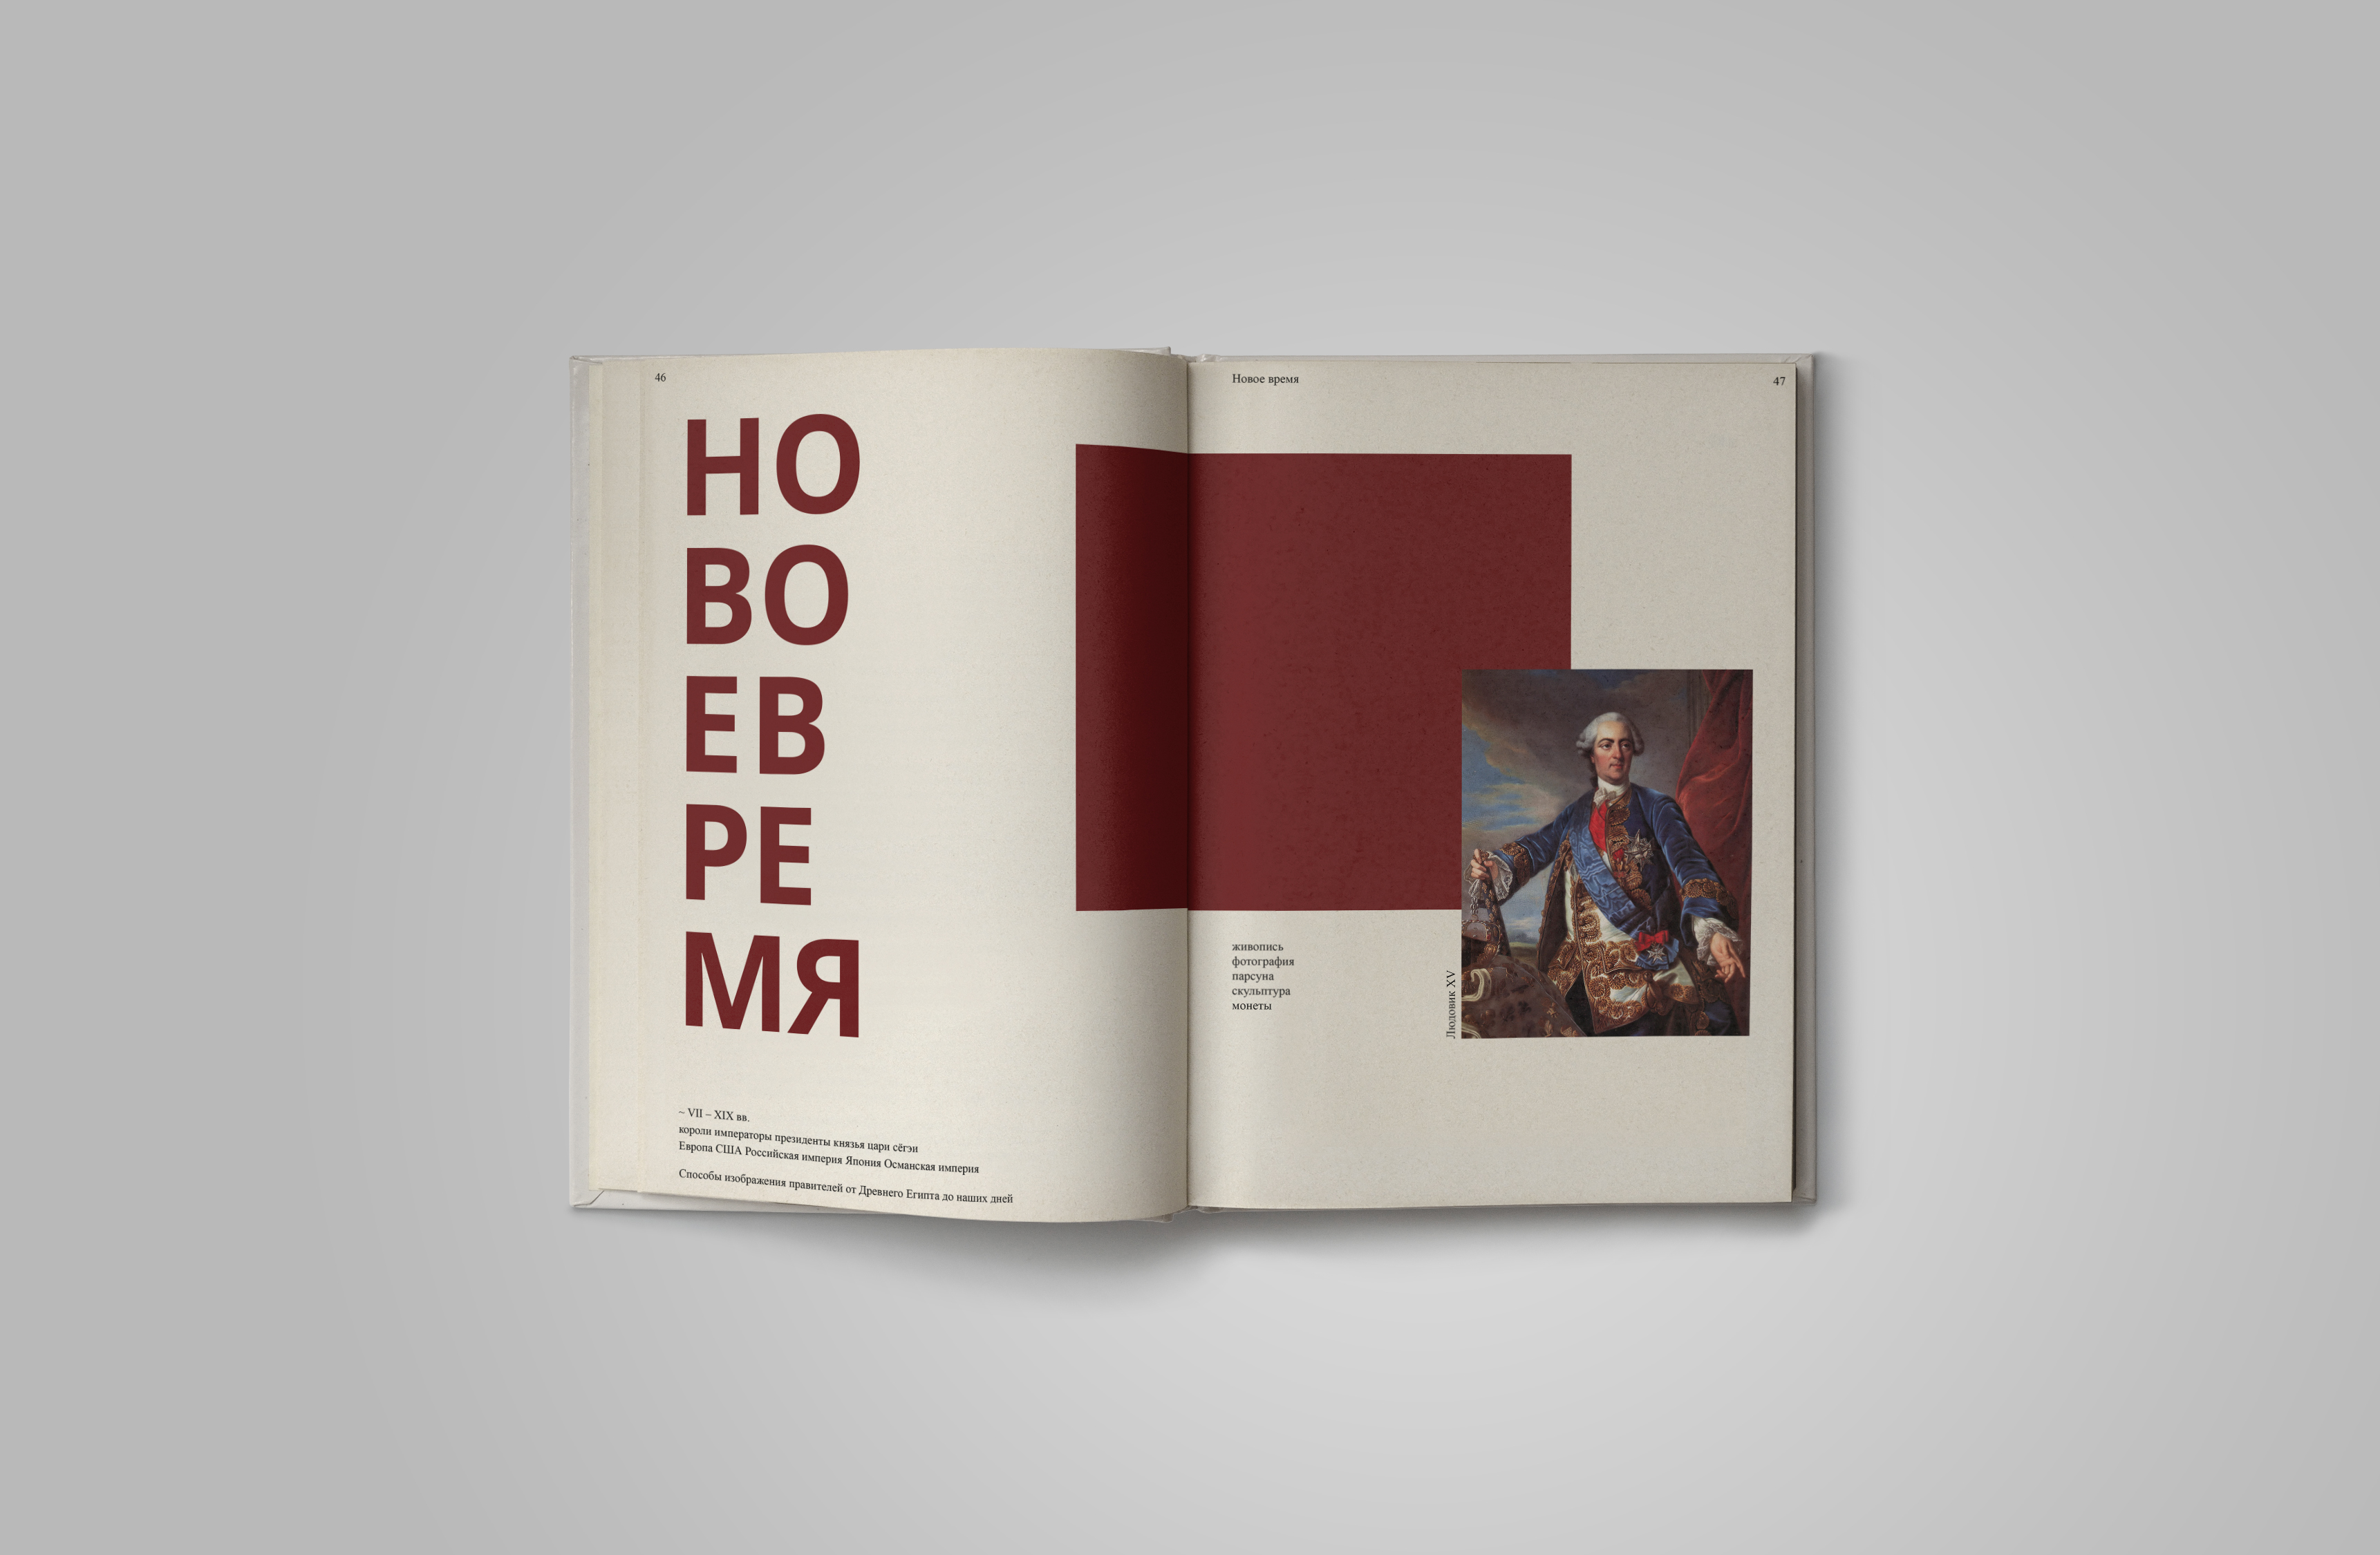 46
НО
ВО
ЕВ
РЕ
МЯ
~ VII – XIX вв.
короли императоры президенты князья цари сёгэи
Европа США Российская империя Япония Османская империя
Способы изображения правителей от Древнего Египта до наших дней
Новое время
47
живопись
фотография
парсуна
скульптура
монеты
Людовик XV